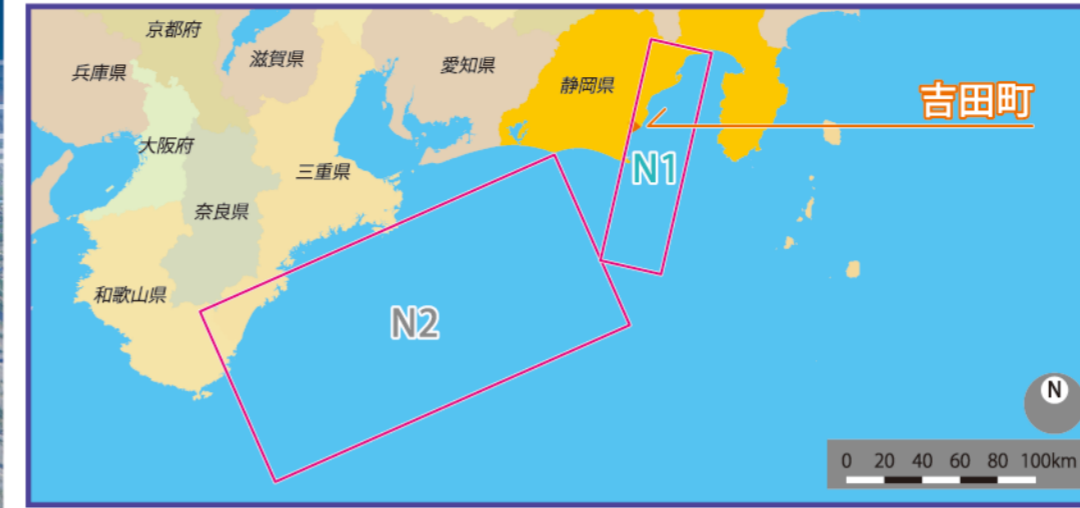 京都府
滋賀県
兵庫県
愛知県
静岡県
吉田町
大阪府
三重県
N1
奈良県
和歌山県
N2
N
0 20 40 60 80 100km